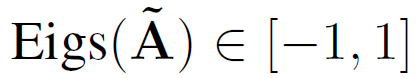 Eigs(Ã) ∈ [−1, 1]